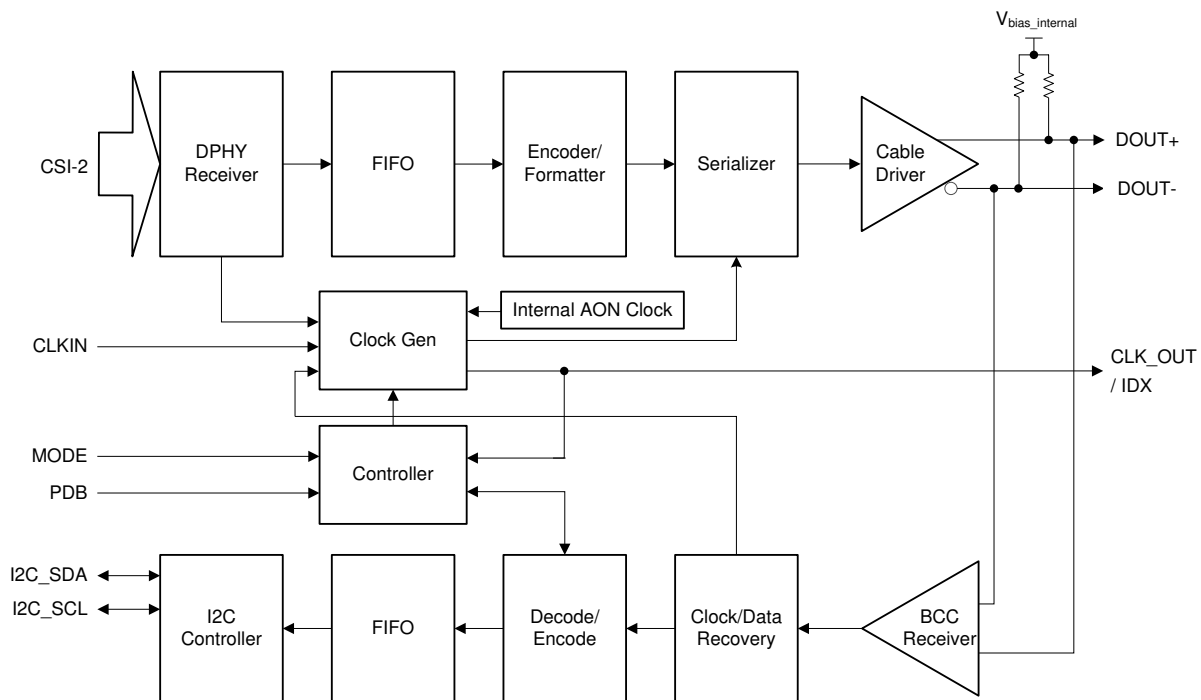 Vbias_internal
CSI-2
DPHY
Receiver
FIFO
Encoder/
Formatter
Serializer
Cable
Driver
DOUT+
DOUT-
Internal AON Clock
CLKIN
Clock Gen
CLK_OUT
/ IDX
MODE
PDB
Controller
I2C_SDA
I2C_SCL
I2C
Controller
FIFO
Decode/
Encode
Clock/Data
Recovery
BCC
Receiver